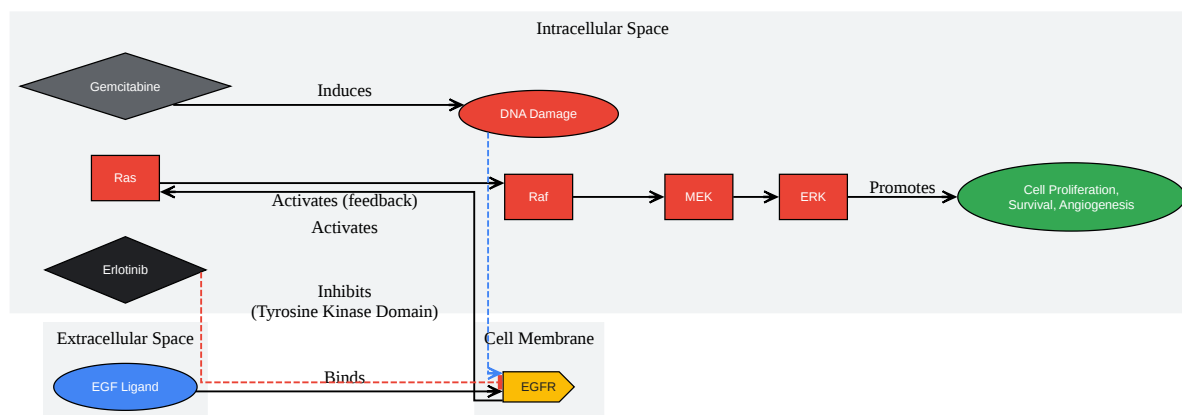 Intracellular Space
Gemcitabine
Induces
DNA Damage
Ras
Activates (feedback)
Activates
Raf
MEK
ERK
Promotes
Cell Proliferation,
Survival, Angiogenesis
Erlotinib
Inhibits
(Tyrosine Kinase Domain)
Extracellular Space
Cell Membrane
EGF Ligand
Binds
EGFR